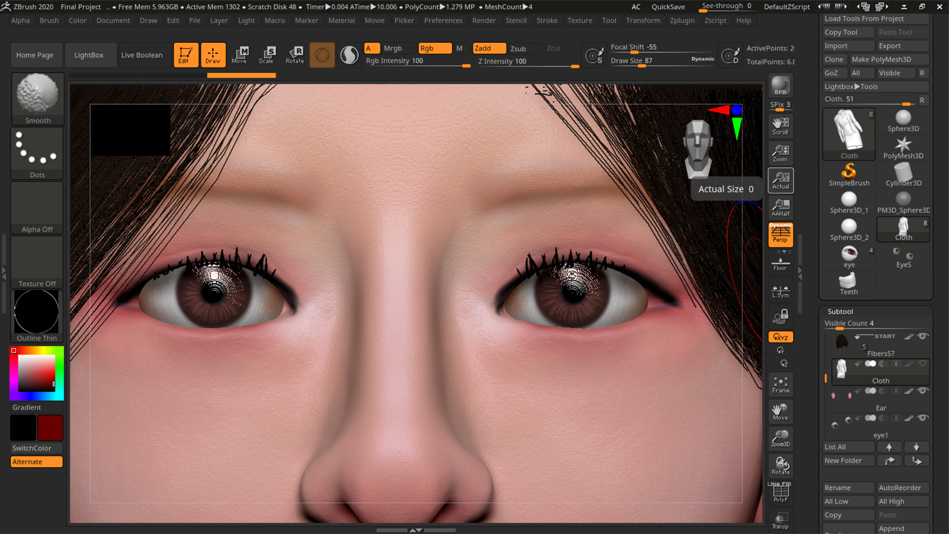 ZBrush 2020 Final Project .. • Free Mem 5.963GB • Active Mem 1302 • Scratch Disk 48 • Timer▶0.004 ATime▶10.006 • PolyCount▶1.279 MP • MeshCount▶4 AC QuickSave See-through 0 DefaultZScript
Alpha Brush Color Document Draw Edit File Layer Light Macro Marker Material Movie Picker Preferences Render Stencil Stroke Texture Tool Transform Zplugin Zscript Help
Home Page LightBox Live Boolean Edit Draw Move Scale Rotate
A Mrgb Rgb M Zadd Zsub Zcut
Rgb Intensity 100 Z Intensity 100
Focal Shift -55
Draw Size 87 Dynamic
S D
ActivePoints: 2
TotalPoints: 6.
Smooth
Dots
Alpha Off
Texture Off
Outline Thin
Gradient
SwitchColor
Alternate
BPR
SPix 3
Scroll
Zoom
Actual
Actual Size 0
AAHalf
Persp
Floor
L.Sym
XYZ
Frame
Move
Zoom3D
Rotate
Line Fill
PolyF
Transp
Load Tools From Project
Copy Tool Paste Tool
Import Export
Clone Make PolyMesh3D
GoZ All Visible R
Lightbox▶Tools
Cloth. 51 R
8
Cloth
Sphere3D
PolyMesh3D
SimpleBrush Cylinder3D
Sphere3D_1 PM3D_Sphere3D
8
Sphere3D_2 Cloth
4
eye Eye5
Teeth
Subtool
Visible Count 4
START
5
Fibers57
Cloth
Ear
eye1
List All
New Folder
Rename AutoReorder
All Low All High
Copy Paste
Append